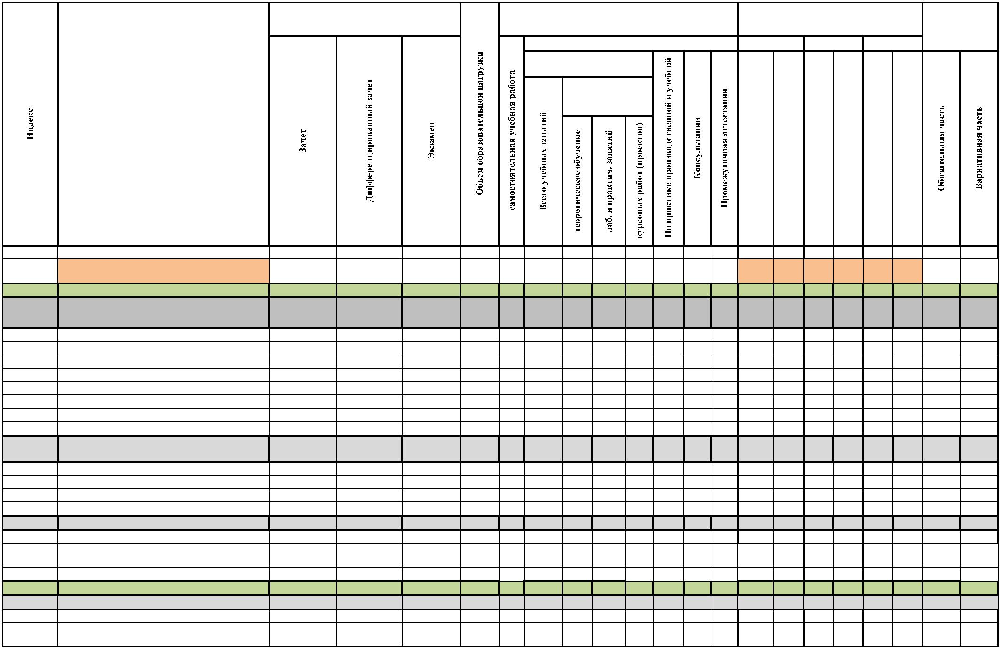 Индекс
Зачет
Дифференцированный зачет
Экзамен
Объем образовательной нагрузки
самостоятельная учебная работа
Всего учебных занятий
теоретическое обучение
лаб. и практич. занятий
курсовых работ (проектов)
По практике производственной и учебной
Консультации
Промежуточная аттестация
Обязательная часть
Вариативная часть